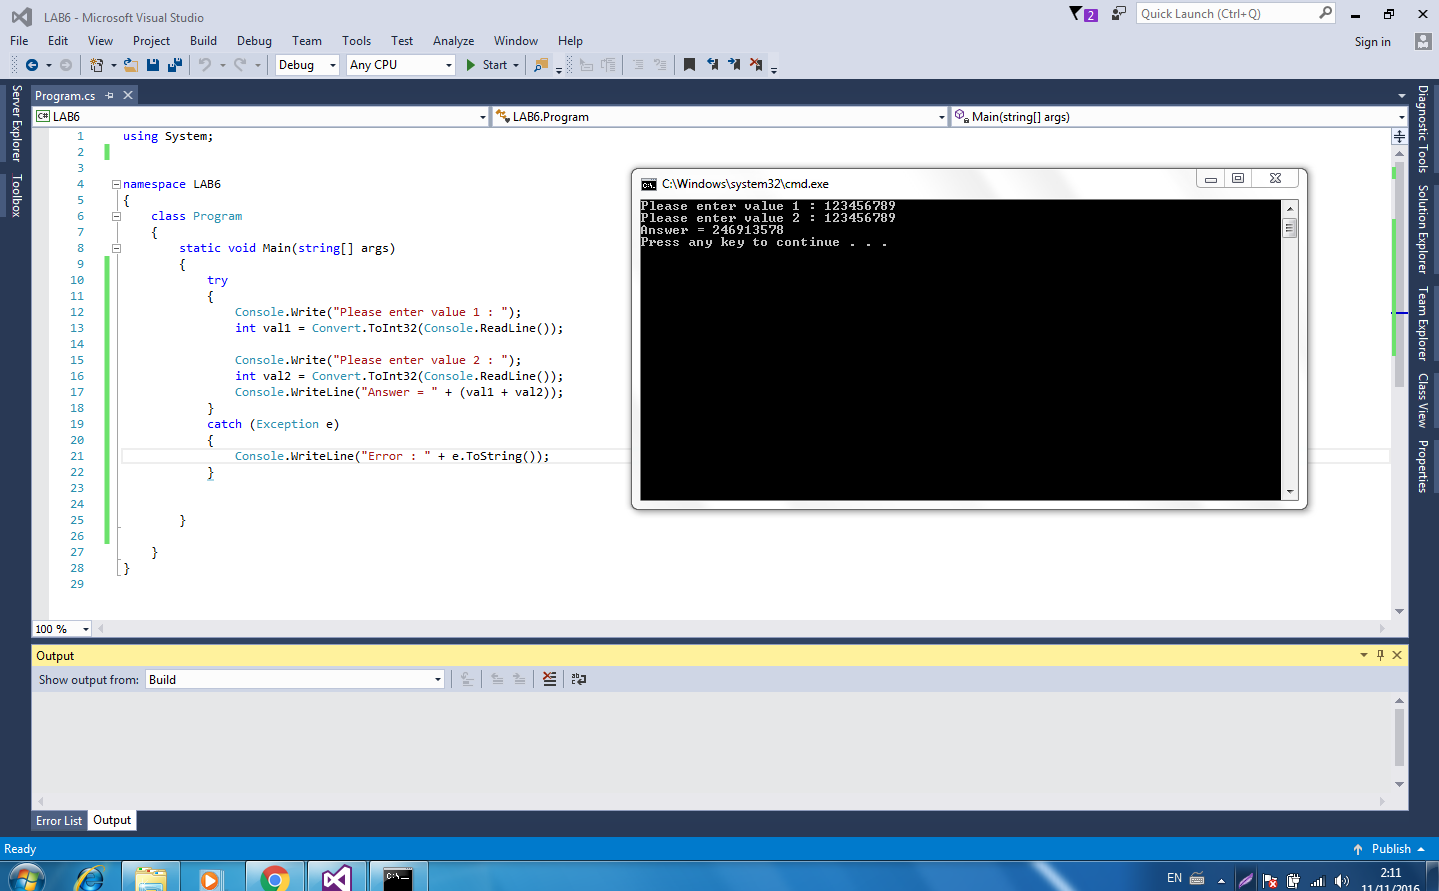 LAB6 - Microsoft Visual Studio
2
Quick Launch (Ctrl+Q)
File Edit View Project Build Debug Team Tools Test Analyze Window Help
Sign in
Debug Any CPU Start
Server Explorer
Toolbox
Program.cs
LAB6 LAB6.Program Main(string[] args)
1 using System;
2
3
4 namespace LAB6
5 {
6 class Program
7 {
8 static void Main(string[] args)
9 {
10 try
11 {
12 Console.Write("Please enter value 1 : ");
13 int val1 = Convert.ToInt32(Console.ReadLine());
14
15 Console.Write("Please enter value 2 : ");
16 int val2 = Convert.ToInt32(Console.ReadLine());
17 Console.WriteLine("Answer = " + (val1 + val2));
18 }
19 catch (Exception e)
20 {
21 Console.WriteLine("Error : " + e.ToString());
22 }
23
24
25 }
26
27 }
28 }
29
C:\Windows\system32\cmd.exe
Please enter value 1 : 123456789
Please enter value 2 : 123456789
Answer = 246913578
Press any key to continue . . .
Diagnostic Tools
Solution Explorer
Team Explorer
Class View
Properties
100 %
Output
Show output from: Build
Error List Output
Ready
Publish
EN
2:11
11/11/2016